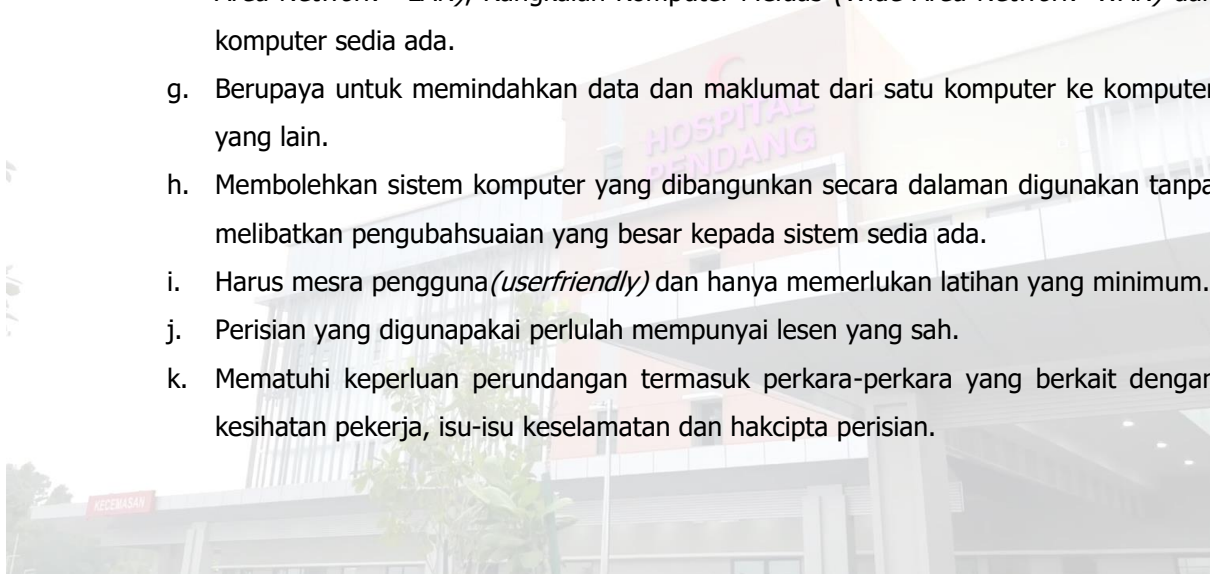 komputer sedia ada.
g. Berupaya untuk memindahkan data dan maklumat dari satu komputer ke komputer
yang lain.
HOSPITAL
PENDANG
h. Membolehkan sistem komputer yang dibangunkan secara dalaman digunakan tanpa
melibatkan pengubahsuaian yang besar kepada sistem sedia ada.
i. Harus mesra pengguna(userfriendly) dan hanya memerlukan latihan yang minimum.
j. Perisian yang digunapakai perlulah mempunyai lesen yang sah.
k. Mematuhi keperluan perundangan termasuk perkara-perkara yang berkait dengan
kesihatan pekerja, isu-isu keselamatan dan hakcipta perisian.
KECEMASAN